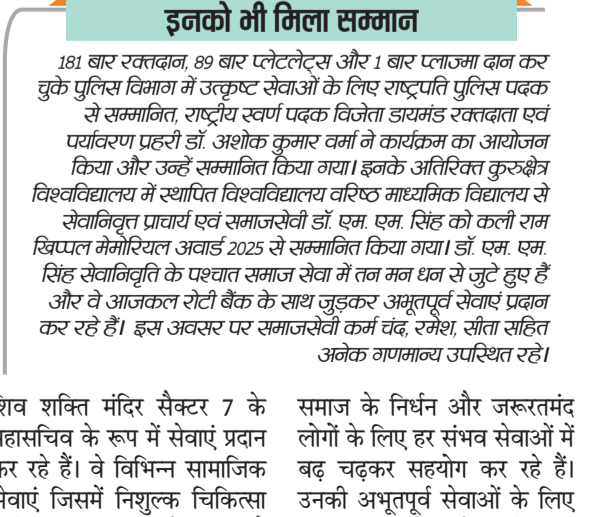 इनको भी मिला सम्मान
181 बार रक्तदान, 89 बार प्लेटलेट्स और 1 बार प्लाज्मा दान कर
चुके पुलिस विभाग में उत्कृष्ट सेवाओं के लिए राष्ट्रपति पुलिस पदक
से सम्मानित, राष्ट्रीय स्वर्ण पदक विजेता डायमंड रक्तदाता एवं
पर्यावरण प्रहरी डॉ. अशोक कुमार वर्मा ने कार्यक्रम का आयोजन
किया और उन्हें सम्मानित किया गया। इनके अतिरिक्त कुरुक्षेत्र
विश्वविद्यालय में स्थापित विश्वविद्यालय वरिष्ठ माध्यमिक विद्यालय से
सेवानिवृत्त प्राचार्य एवं समाजसेवी डॉ. एम. एम. सिंह को कली राम
खिप्पल मेमोरियल अवार्ड 2025 से सम्मानित किया गया। डॉ. एम. एम.
सिंह सेवानिवृति के पश्चात समाज सेवा में तन मन धन से जुटे हुए हैं
और वे आजकल रोटी बैंक के साथ जुड़कर अभूतपूर्व सेवाएं प्रदान
कर रहे हैं। इस अवसर पर समाजसेवी कर्म चंद, रमेश, सीता सहित
अनेक गणमान्य उपस्थित रहे।
शिव शक्ति मंदिर सैक्टर 7 के
महासचिव के रूप में सेवाएं प्रदान
कर रहे हैं। वे विभिन्न सामाजिक
सेवाएं जिसमें निशुल्क चिकित्सा
समाज के निर्धन और जरूरतमंद
लोगों के लिए हर संभव सेवाओं में
बढ़ चढ़कर सहयोग कर रहे हैं।
उनकी अभूतपूर्व सेवाओं के लिए